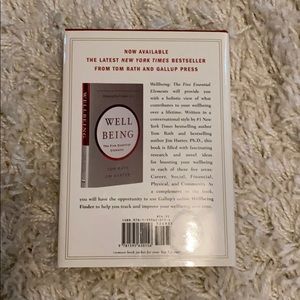 NOW AVAILABLE
THE LATEST NEW YORK TIMES BESTSELLER
FROM TOM RATH AND GALLUP PRESS
WELLBEING
WELL
BEING
The Five Essential
Elements
TOM RATH
JIM HARTER
Wellbeing: The Five Essential
Elements will provide you
with a holistic view of what
contributes to your wellbeing
over a lifetime. Written in a
conversational style by #1 New
York Times bestselling author
Tom Rath and bestselling
author Jim Harter, Ph.D., this
book is filled with fascinating
research and novel ideas
for boosting your wellbeing
in each of these five areas:
Career, Social, Financial,
Physical, and Community. As
a complement to the book,
you will have the opportunity to use Gallup's online Wellbeing
Finder to help you track and improve your wellbeing